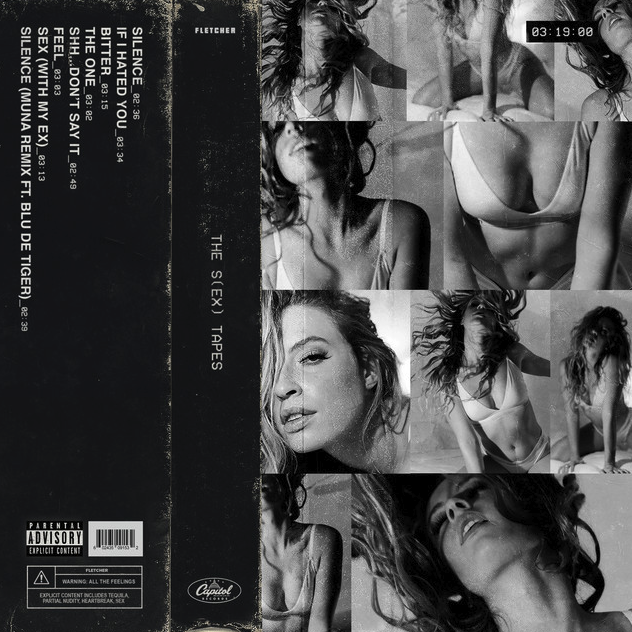 SILENCE_02:36
IF I HATED YOU_03:34
BITTER_03:15
THE ONE_03:02
SHH...DON'T SAY IT_02:49
FEEL_03:03
SEX (WITH MY EX)_03:13
SILENCE (MUNA REMIX FT. BLU DE TIGER)_02:39
PARENTAL
ADVISORY
EXPLICIT CONTENT
FLETCHER
WARNING: ALL THE FEELINGS
EXPLICIT CONTENT INCLUDES TEQUILA,
PARTIAL NUDITY, HEARTBREAK, SEX
FLETCHER
THE S(EX) TAPES
Capitol
RECORDS
03:19:00